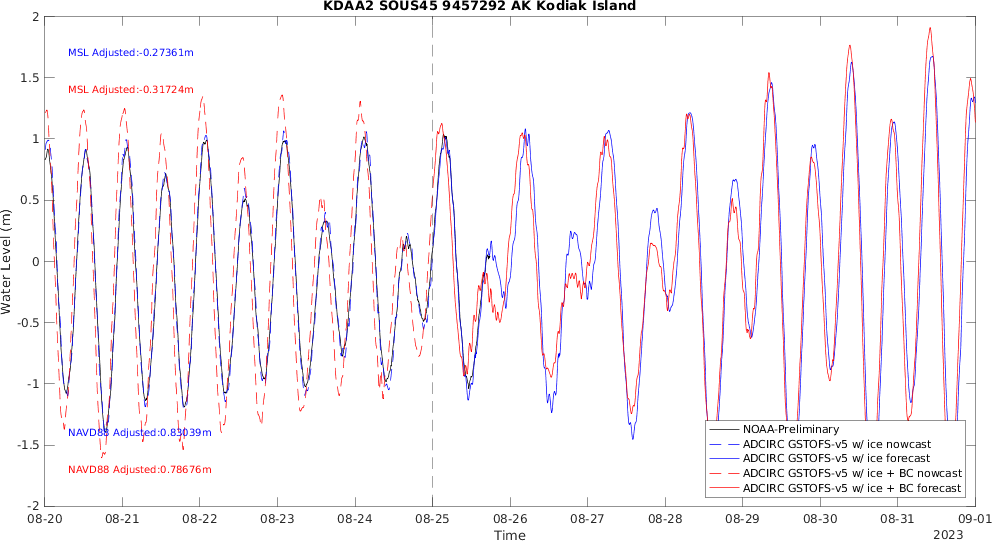 KDAA2 SOUS45 9457292 AK Kodiak Island
2
1.5
1
0.5
0
-0.5
-1
-1.5
-2
Water Level (m)
MSL Adjusted:-0.27361m
MSL Adjusted:-0.31724m
NAVD88 Adjusted:0.83039m
NAVD88 Adjusted:0.78676m
NOAA-Preliminary
ADCIRC GSTOFS-v5 w/ ice nowcast
ADCIRC GSTOFS-v5 w/ ice forecast
ADCIRC GSTOFS-v5 w/ ice + BC nowcast
ADCIRC GSTOFS-v5 w/ ice + BC forecast
08-20 08-21 08-22 08-23 08-24 08-25 08-26 08-27 08-28 08-29 08-30 08-31 09-01
Time
2023